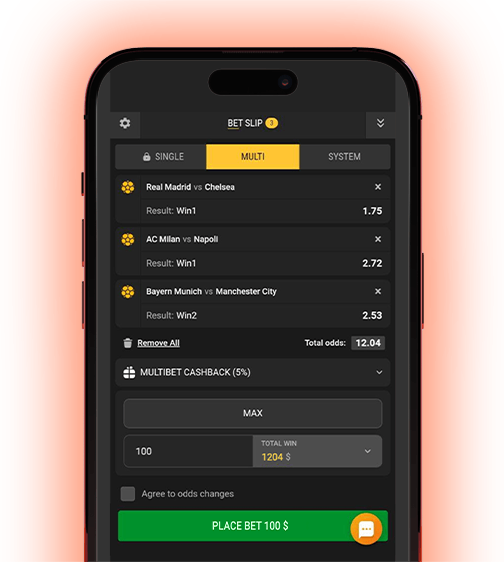 BET SLIP 3
SINGLE MULTI SYSTEM
Real Madrid vs Chelsea
Result: Win1 1.75
AC Milan vs Napoli
Result: Win1 2.72
Bayern Munich vs Manchester City
Result: Win2 2.53
Remove All Total odds: 12.04
MULTIBET CASHBACK (5%)
MAX
TOTAL WIN
100 1204 $
Agree to odds changes
PLACE BET 100 $